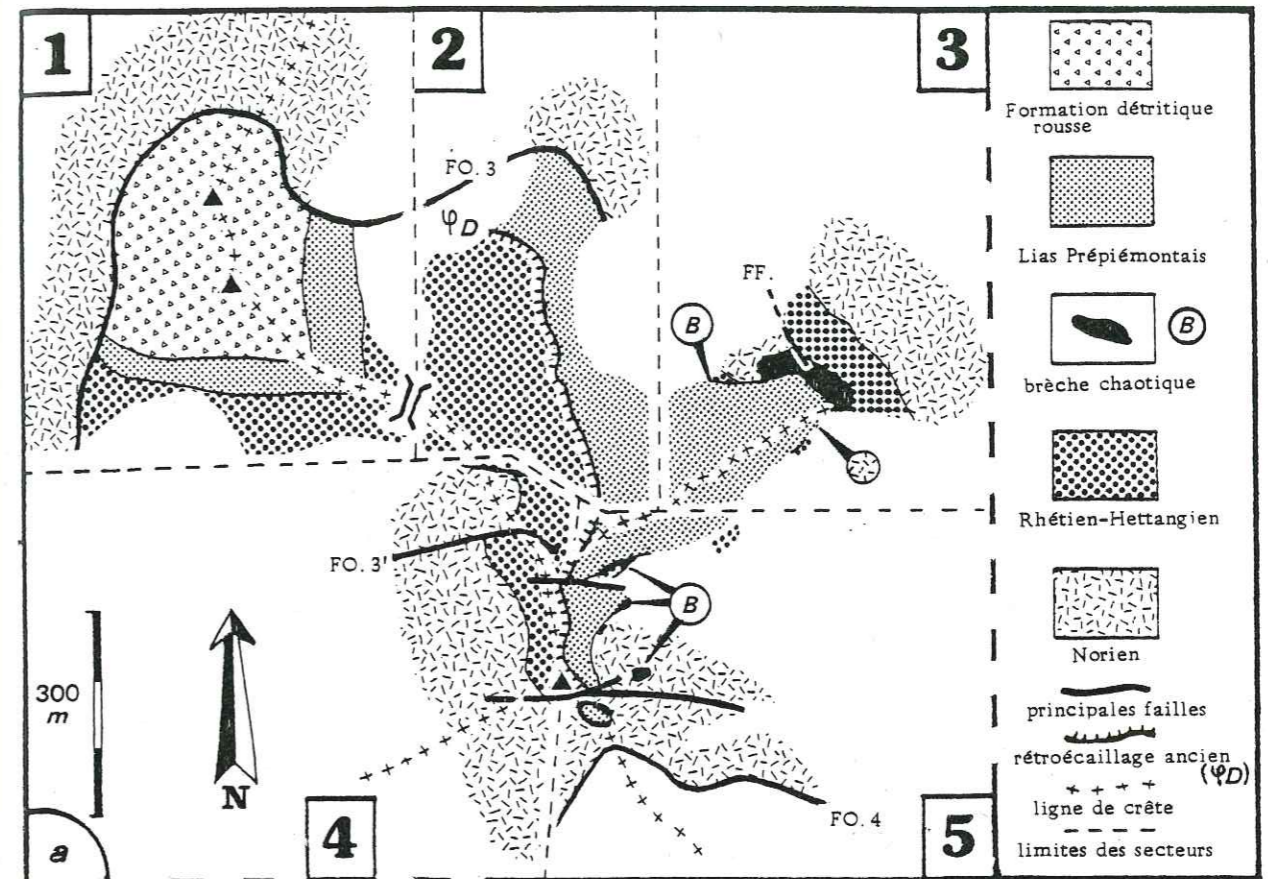 1
2
3
FO. 3
φD
FF.
B
FO. 3'
B
300
m
N
a
4
5
FO. 4
Formation détritique
rousse
Lias Prépiémontais
B
brèche chaotique
Rhétien-Hettangien
Norien
principales failles
rétroécaillage ancien
(φD)
ligne de crête
limites des secteurs